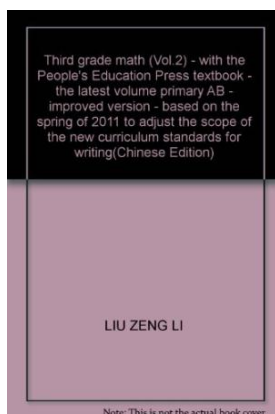 Third grade math (Vol.2) - with the
People's Education Press textbook -
the latest volume primary AB -
improved version - based on the
spring of 2011 to adjust the scope of
the new curriculum standards for
writing(Chinese Edition)
LIU ZENG LI
Note: This is not the actual book cover